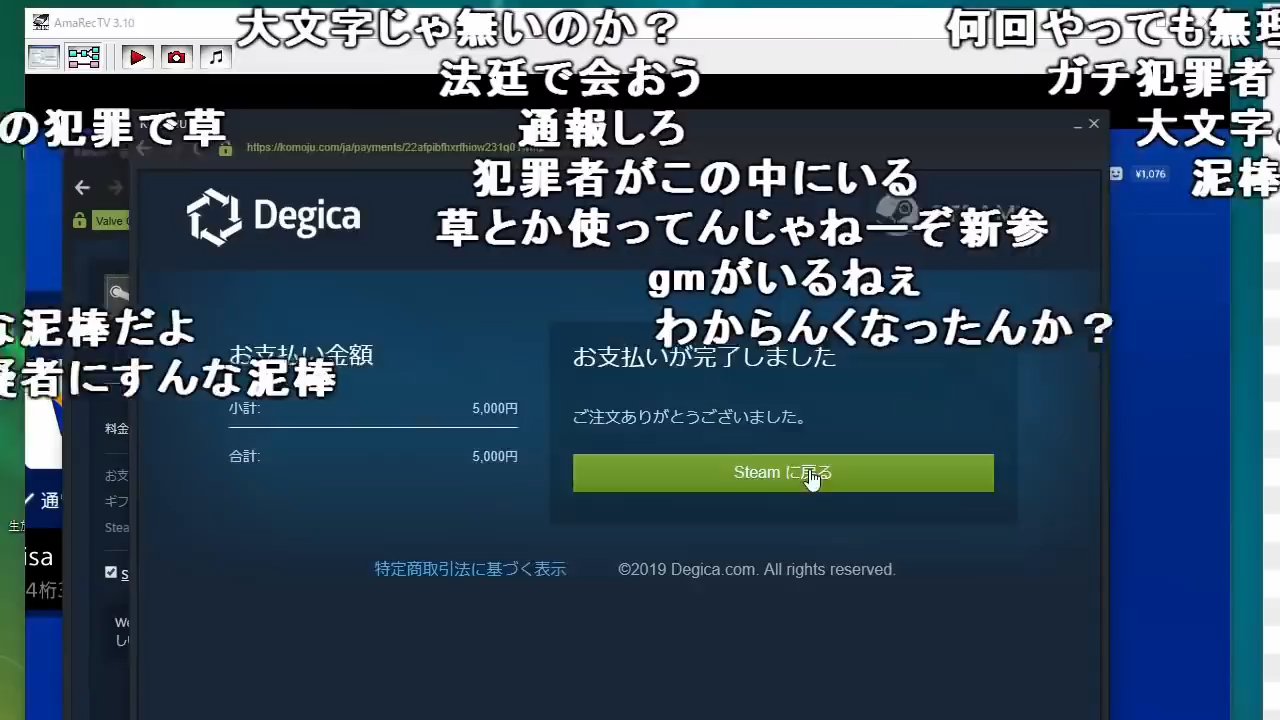 AmaRecTV 3.10
大文字じゃ無いのか？
何回やっても無理
法廷で会おう
ガチ犯罪者
の犯罪で草
通報しろ
大文字
https://komoju.com/ja/payments/22afpibfhxrfhiow231q0
犯罪者がこの中にいる
¥1,076
泥棒
Degica
Valve
草とか使ってんじゃねーぞ新参
gmがいるねぇ
な泥棒だよ
わからんくなったんか？
お支払い金額
お支払いが完了しました
疑者にすんな泥棒
小計:
5,000円
ご注文ありがとうございました。
料金
合計:
5,000円
Steam に戻る
お支
ギフ
通
Stea
isa
特定商取引法に基づく表示
©2019 Degica.com. All rights reserved.
4桁
We